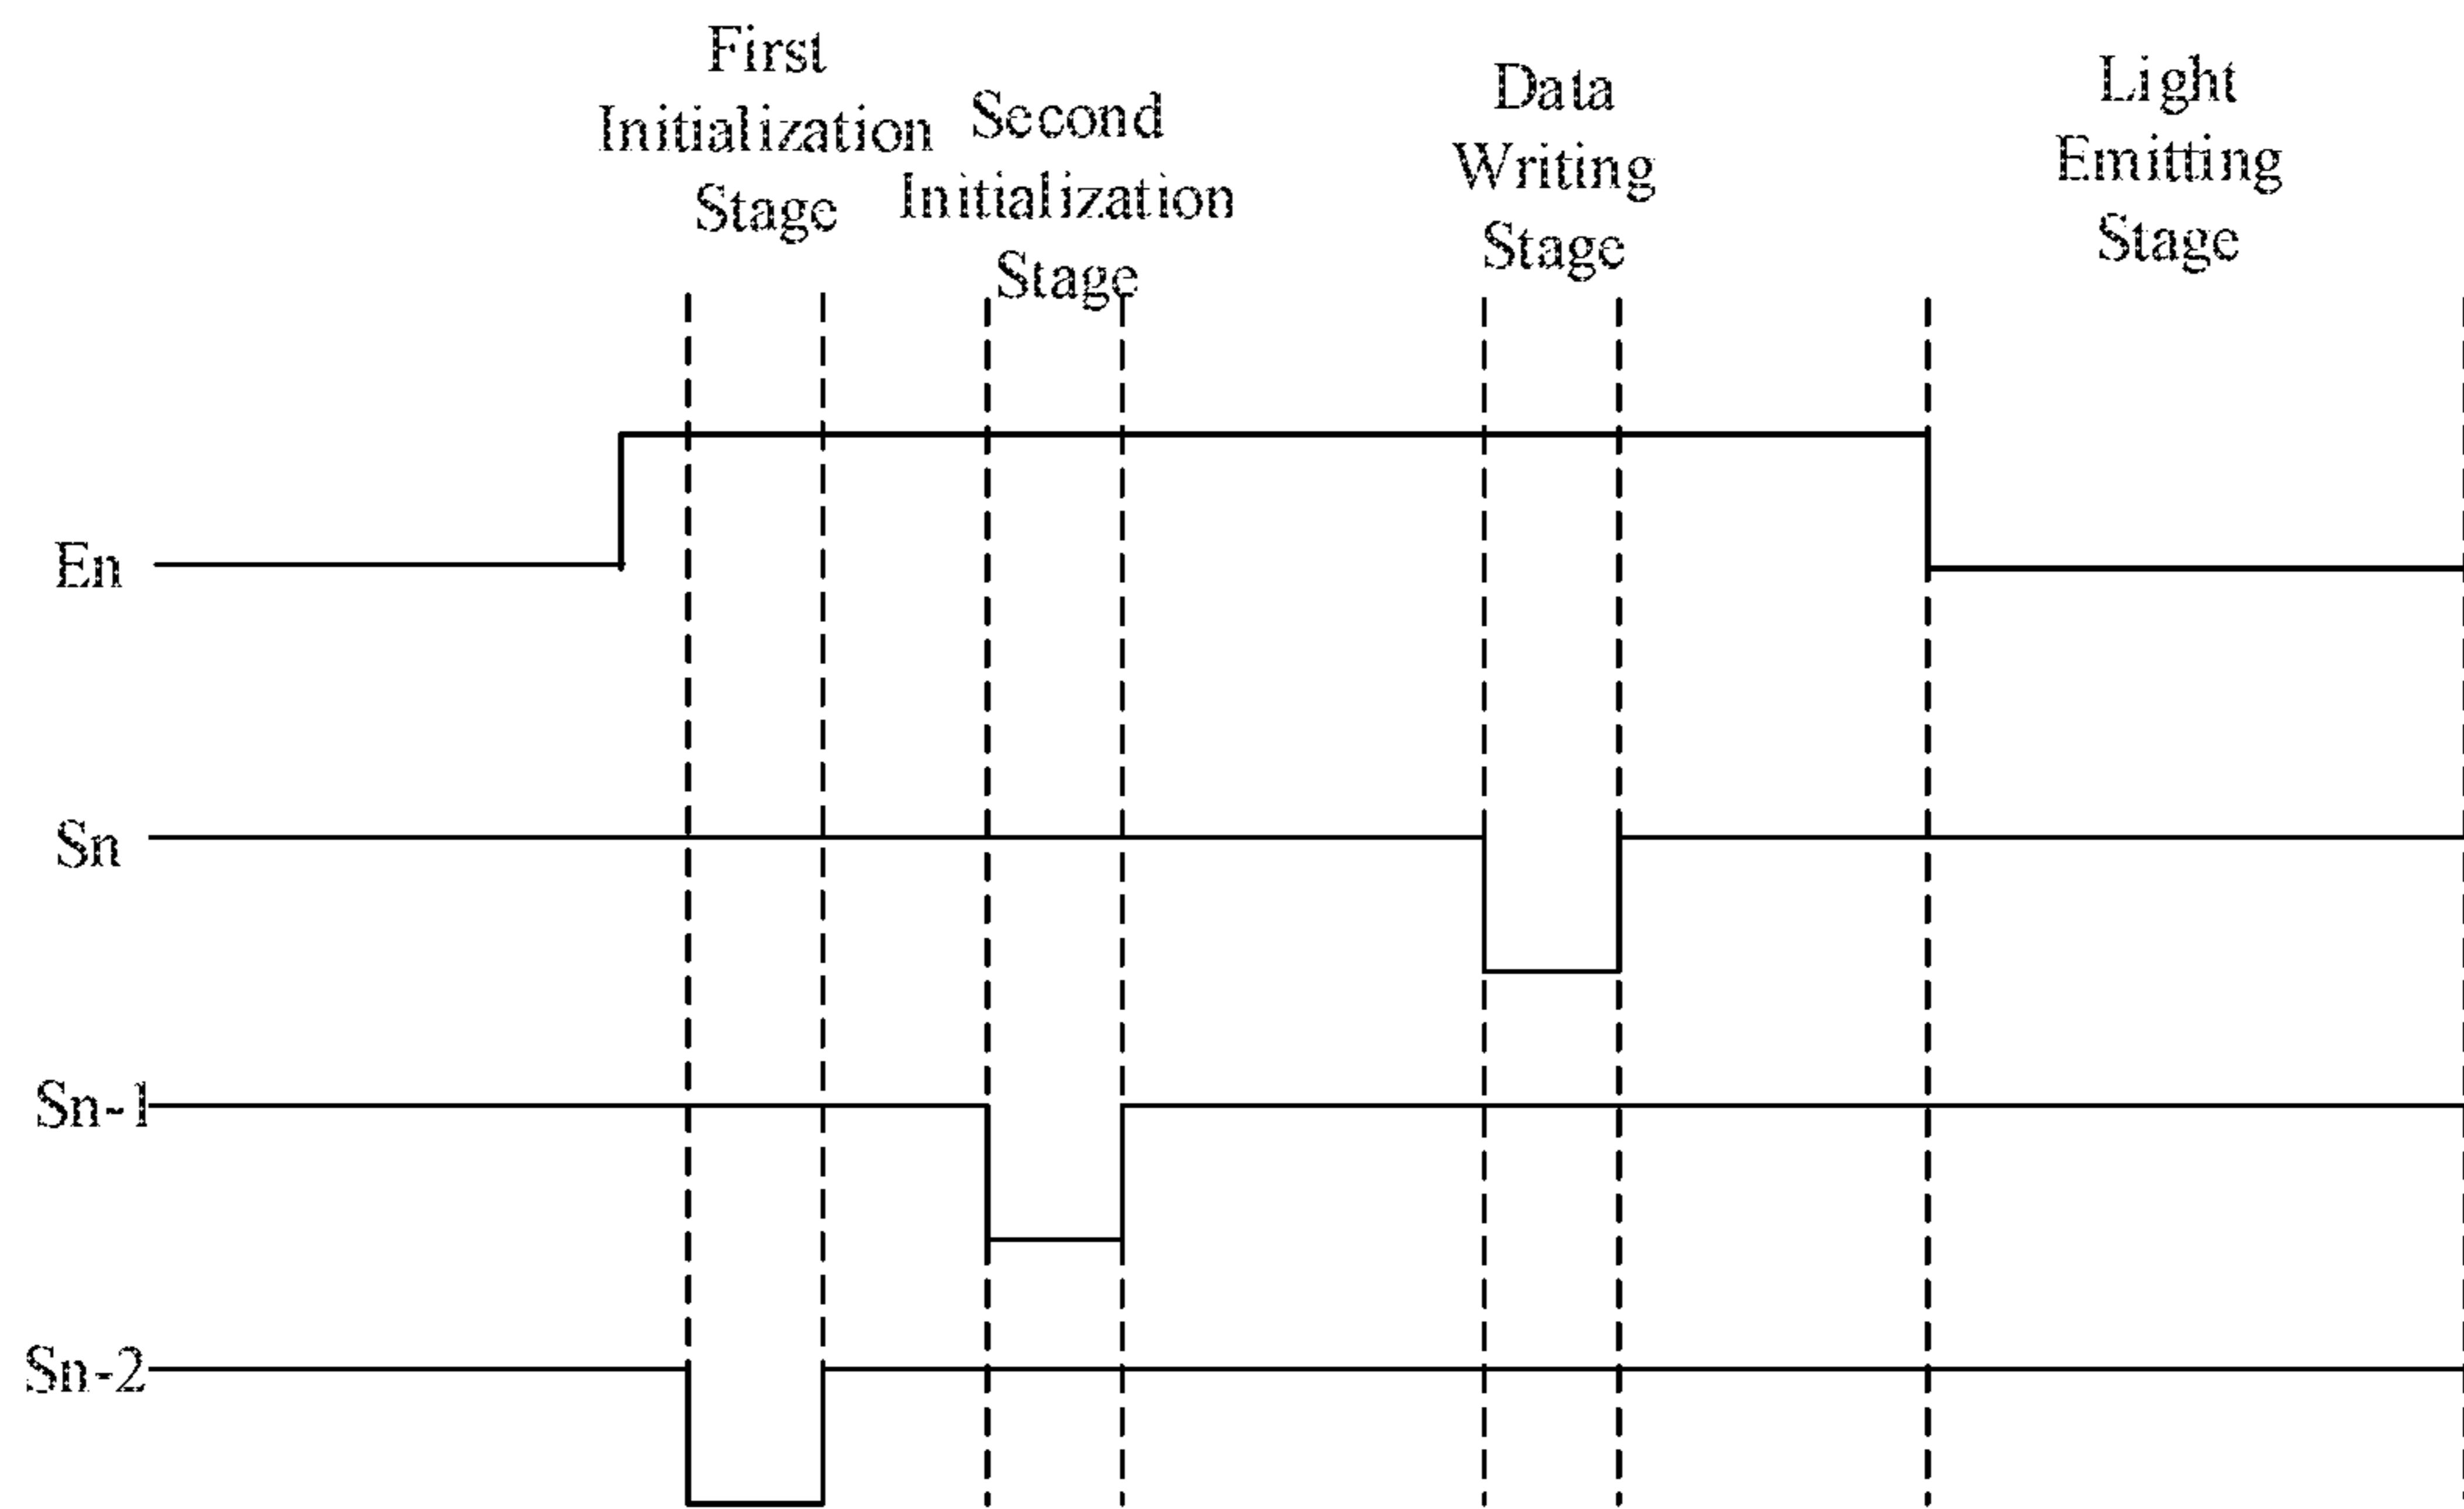 First
Initialization
Stage
Second
Initialization
Stage
Data
Writing
Stage
Light
Emitting
Stage
En
Sn
Sn-1
Sn-2